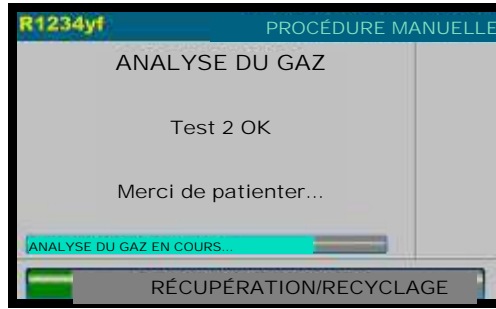 R1234yf
PROCÉDURE MANUELLE
ANALYSE DU GAZ
Test 2 OK
Merci de patienter...
ANALYSE DU GAZ EN COURS...
RÉCUPÉRATION/RECYCLAGE